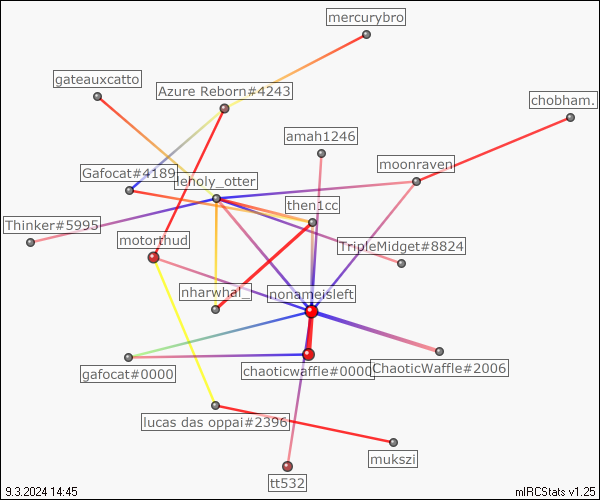 mercurybro
gateauxcatto
Azure Reborn#4243
chobham.
amah1246
moonraven
Gafocat#4189
leholy_otter
then1cc
Thinker#5995
motorthud
TripleMidget#8824
nharwhal_
nonameisleft
gafocat#0000
chaoticwaffle#0000
ChaoticWaffle#2006
lucas das oppai#2396
mukszi
tt532
9.3.2024 14:45
mIRCStats v1.25